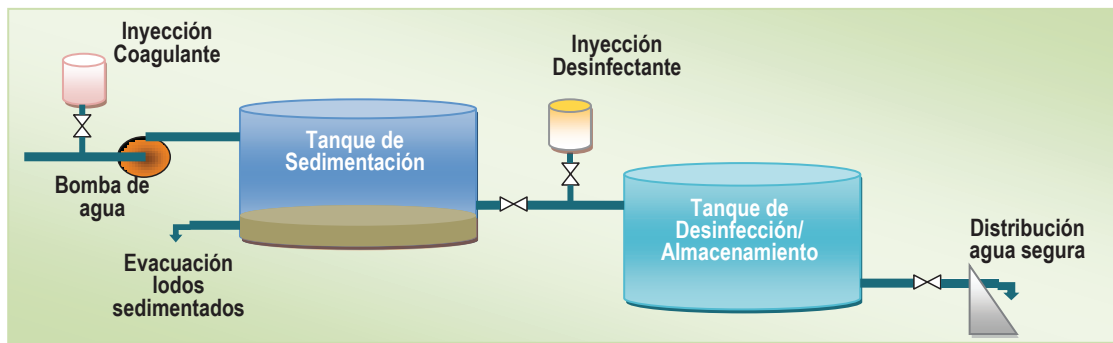 Inyección
Coagulante
Bomba de
agua
Tanque de
Sedimentación
Evacuación
lodos
sedimentados
Inyección
Desinfectante
Tanque de
Desinfección/
Almacenamiento
Distribución
agua segura